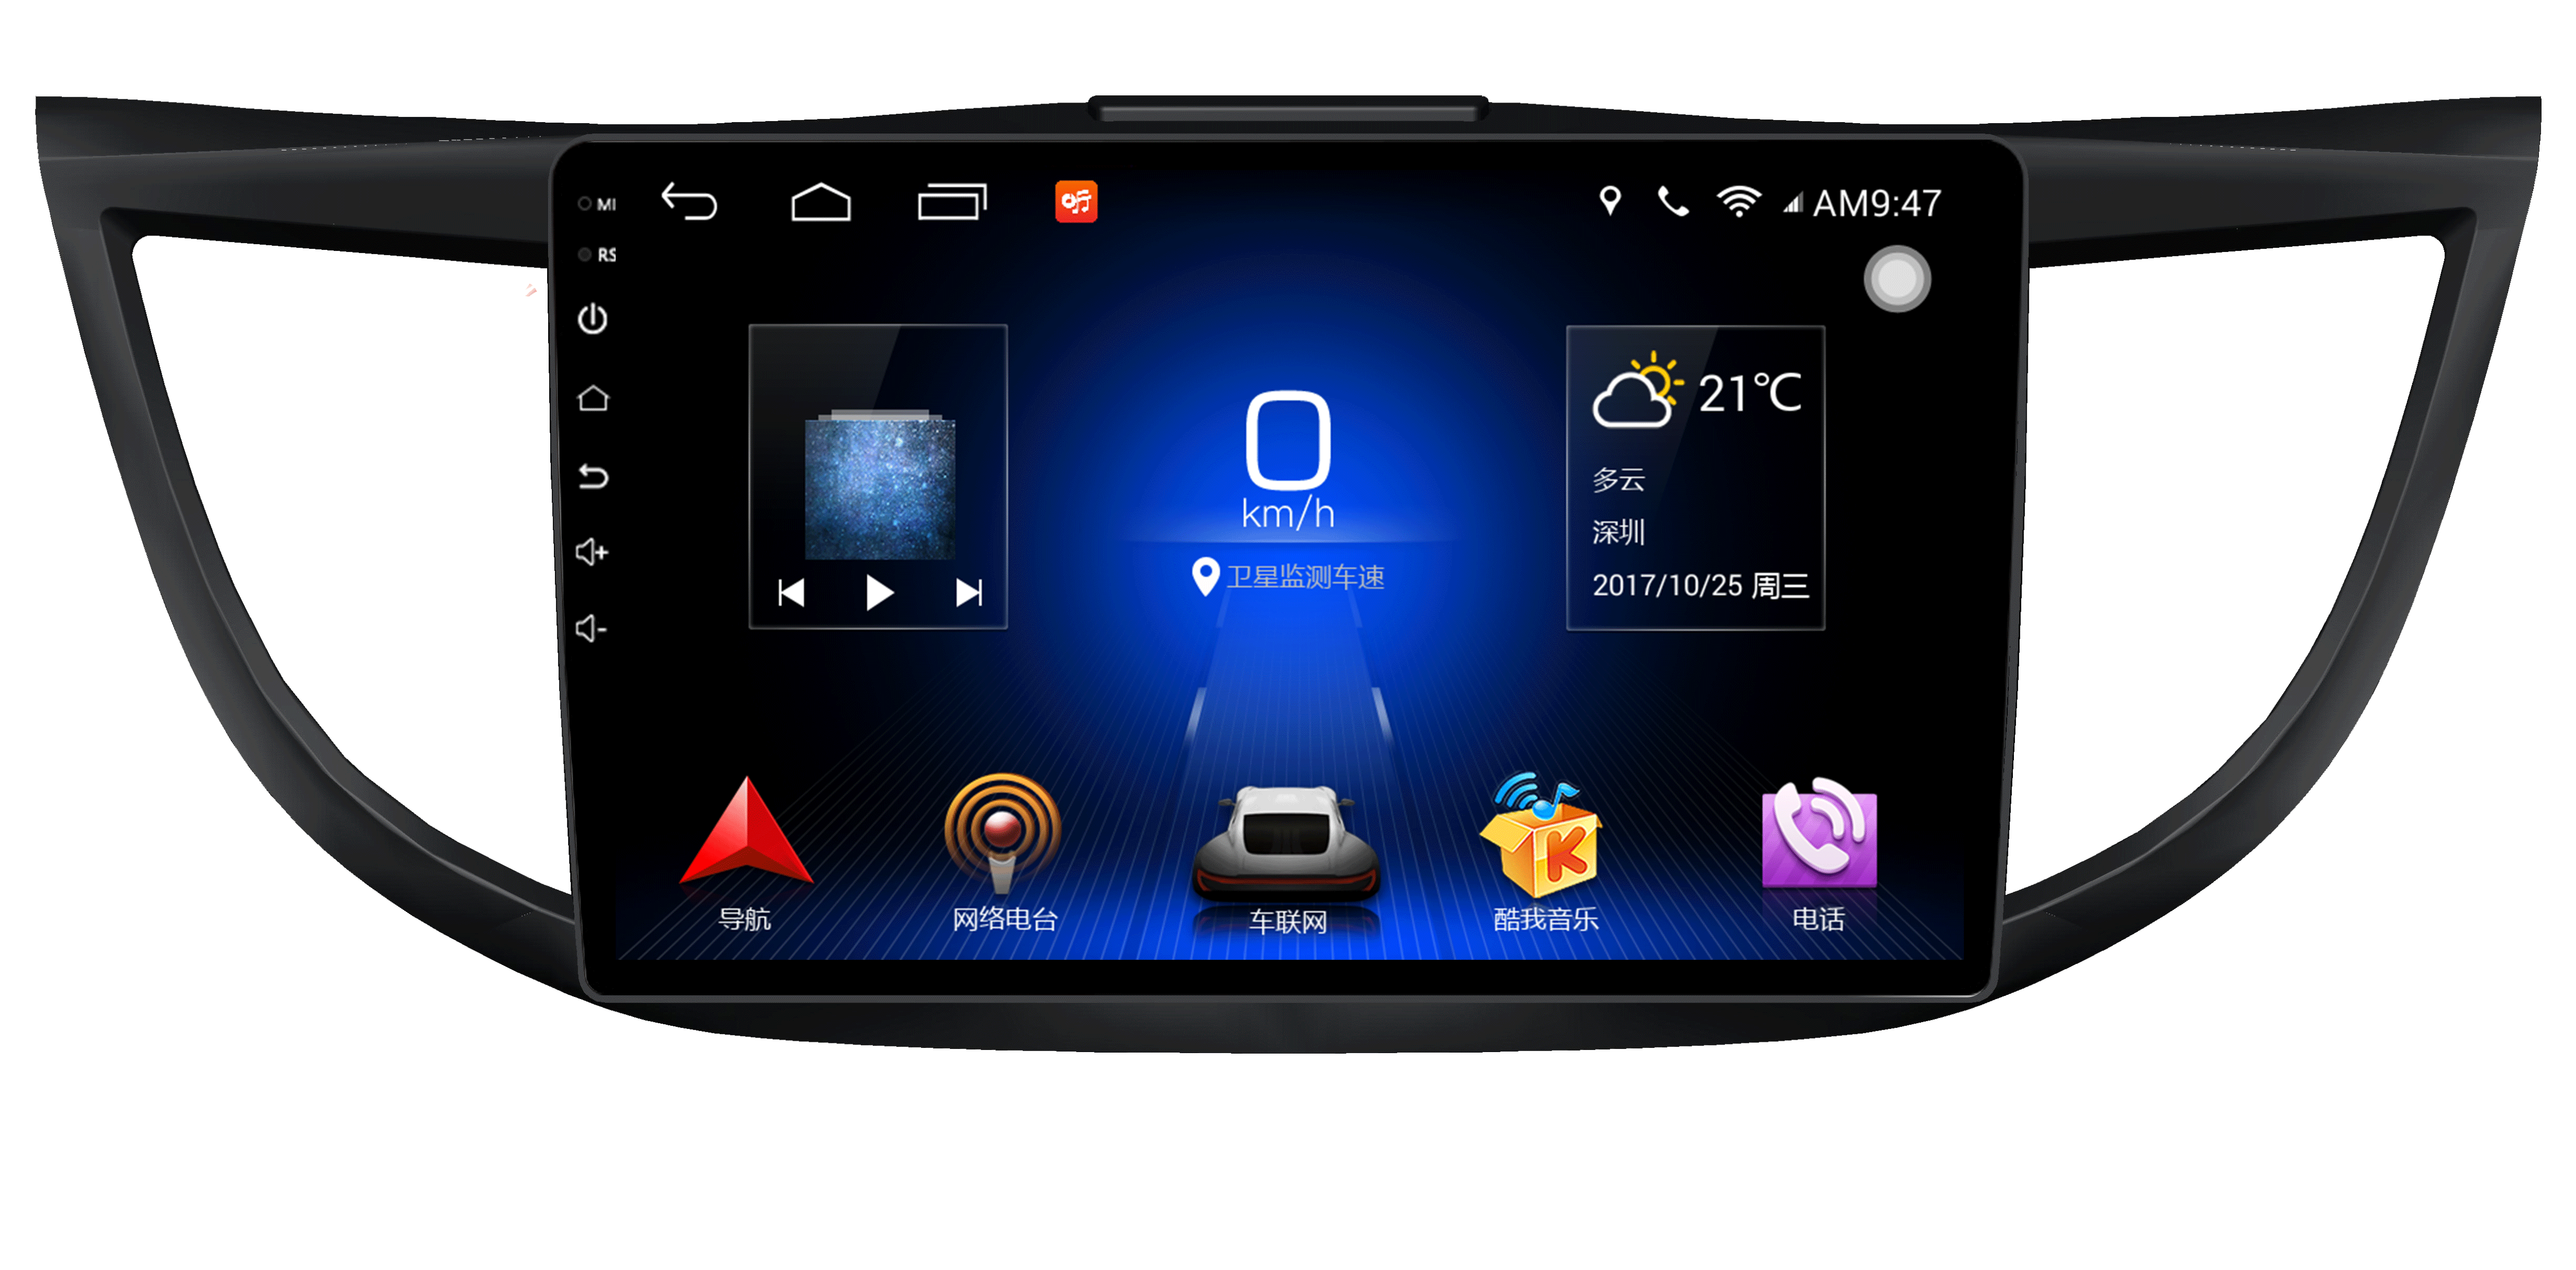 MI
RS
AM9:47
0
km/h
卫星监测车速
21℃
多云
深圳
2017/10/25 周三
导航
网络电台
车联网
K
酷我音乐
电话